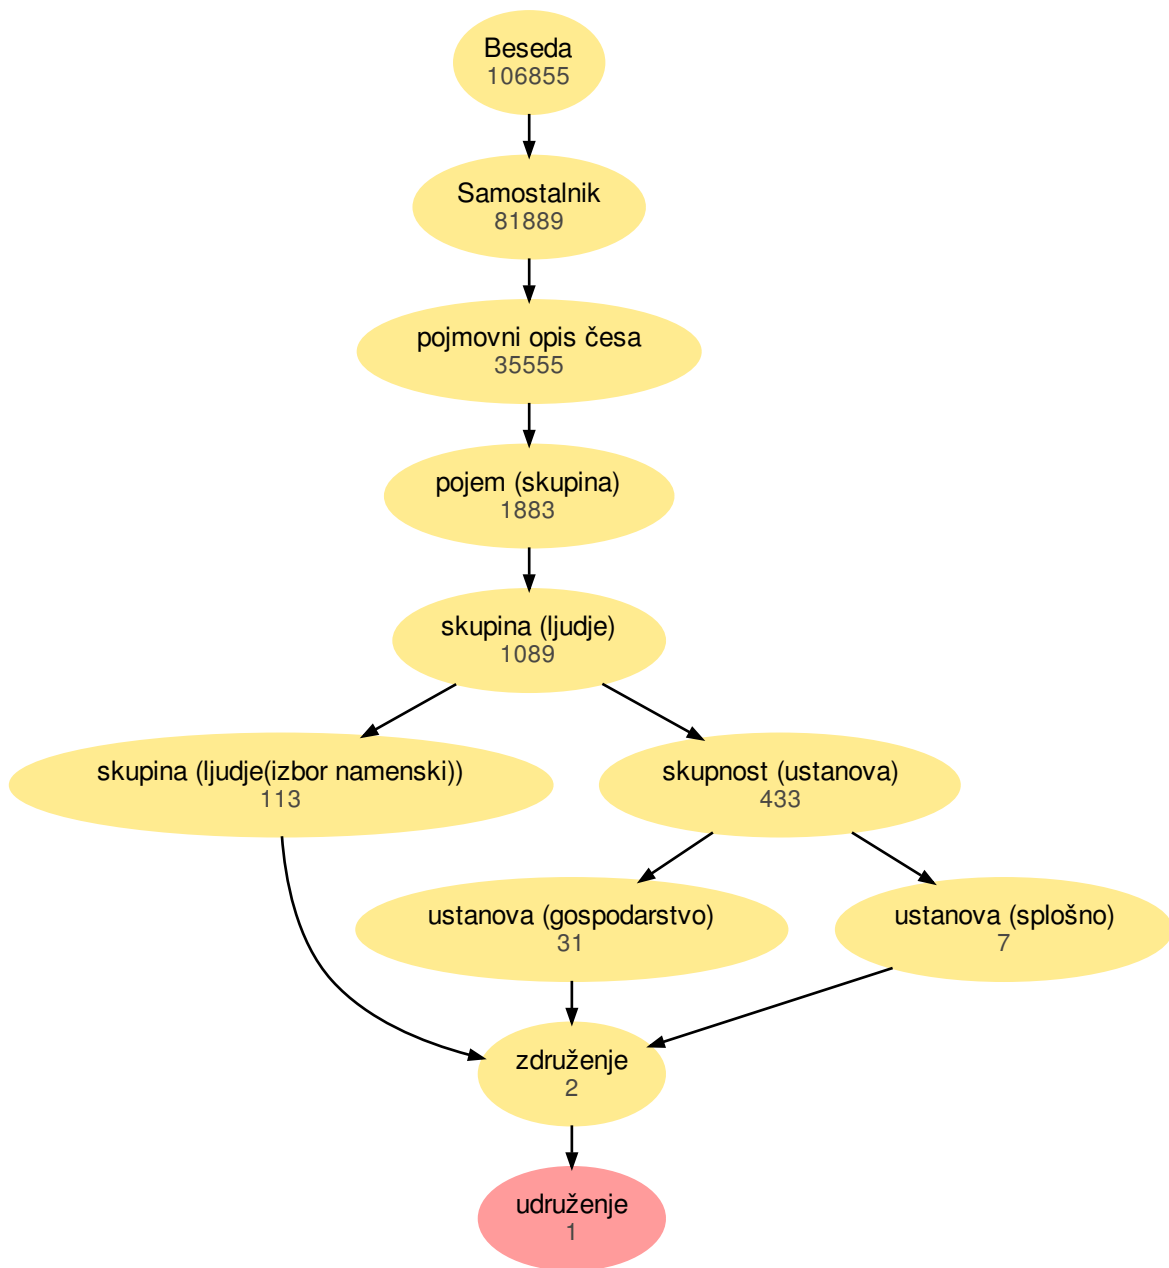 Beseda
106855
Samostalnik
81889
pojmovni opis česa
35555
pojem (skupina)
1883
skupina (ljudje)
1089
skupina (ljudje(izbor namenski))
113
skupnost (ustanova)
433
ustanova (gospodarstvo)
31
ustanova (splošno)
7
združenje
2
udruženje
1